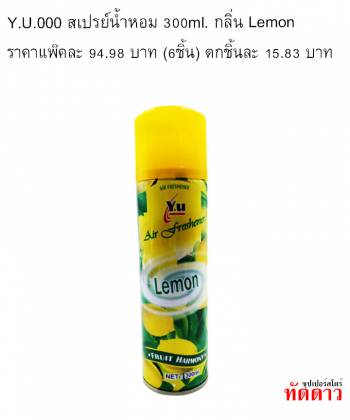 Y.U.000 สเปรย์น้ำหอม 300ml. กลิ่น Lemon
ราคาแพ๊คละ 94.98 บาท (6ชิ้น) ตกชิ้นละ 15.83 บาท
AIR FRESHENER
Y.u
Air Freshener
Lemon
•FRUIT HARMONY•
NET: 300ml
ซุปเปอร์สโตร์
ทัดดาว